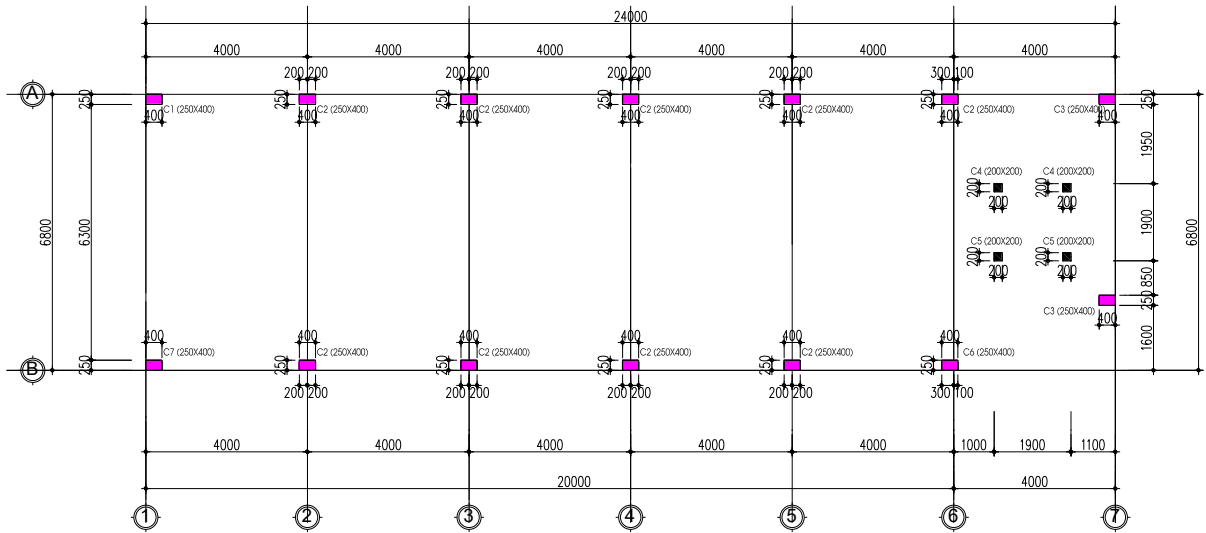 24000
4000 4000 4000 4000 4000 4000
200 200 200 200 200 200 200 200 300 100
A 250 250 250 250 250 250 250
C1 (250X400) C2 (250X400) C2 (250X400) C2 (250X400) C2 (250X400) C2 (250X400) C3 (250X400)
400 400 400 400 400 400 400
1950
C4 (200X200) C4 (200X200)
200 200
200 200
6800 6300 1900 6800
C5 (200X200) C5 (200X200)
200 200
200 200
850
250
C3 (250X400) 400
1600
400 400 400 400 400 400
C7 (250X400) C2 (250X400) C2 (250X400) C2 (250X400) C2 (250X400) C6 (250X400)
B 250 250 250 250 250 250
200 200 200 200 200 200 200 200 300 100
4000 4000 4000 4000 4000 1000 1900 1100
20000 4000
1 2 3 4 5 6 7